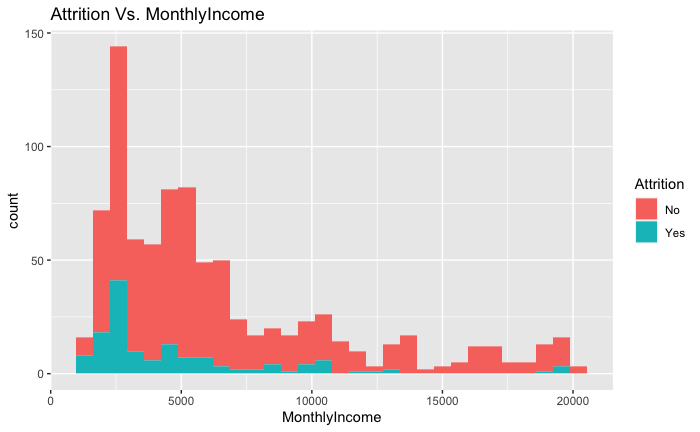 Attrition Vs. MonthlyIncome
150
100
50
0
count
0 5000 10000 15000 20000
MonthlyIncome
Attrition
No
Yes